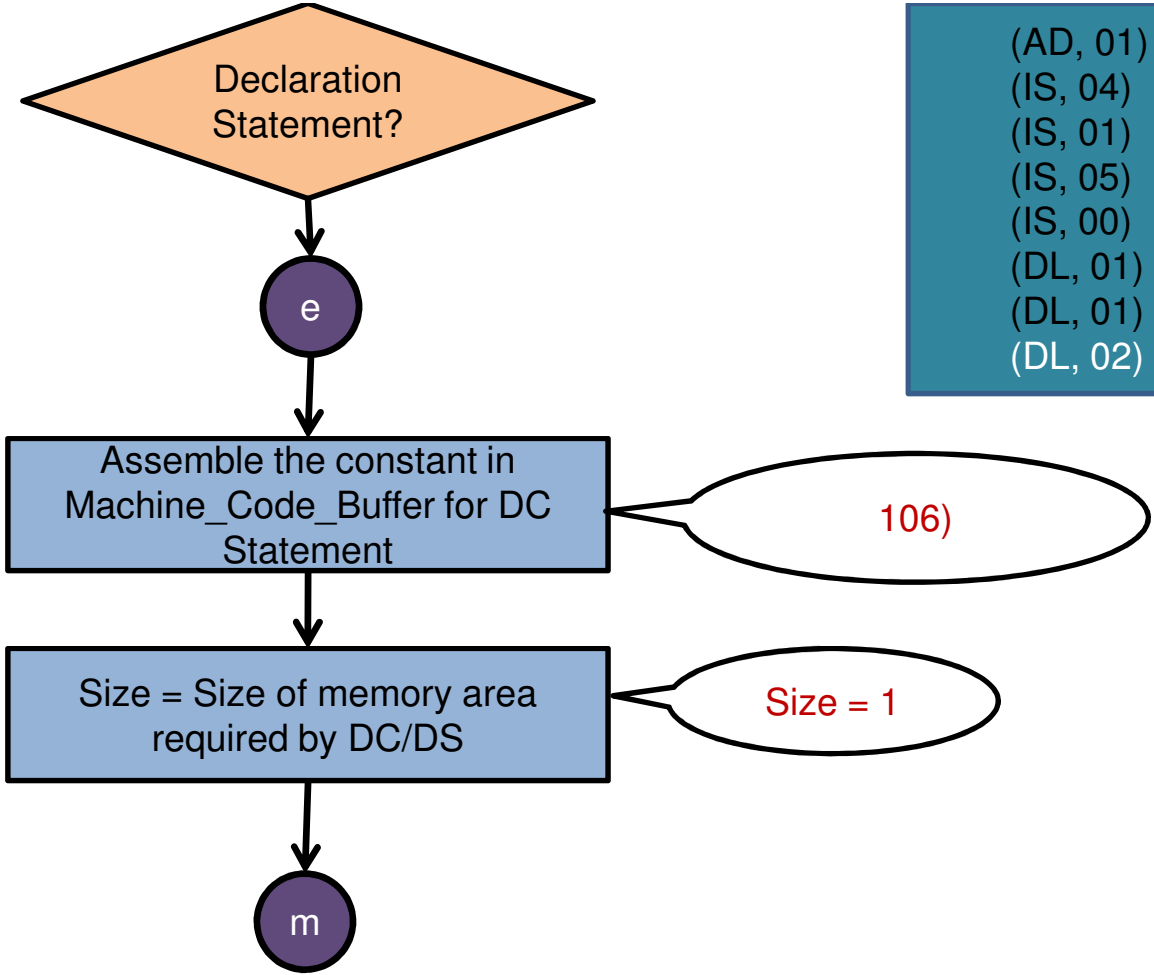 Declaration
Statement?
(AD, 01)
(IS, 04)
(IS, 01)
(IS, 05)
(IS, 00)
(DL, 01)
(DL, 01)
(DL, 02)
e
Assemble the constant in
Machine_Code_Buffer for DC
Statement
106)
Size = Size of memory area
required by DC/DS
Size = 1
m